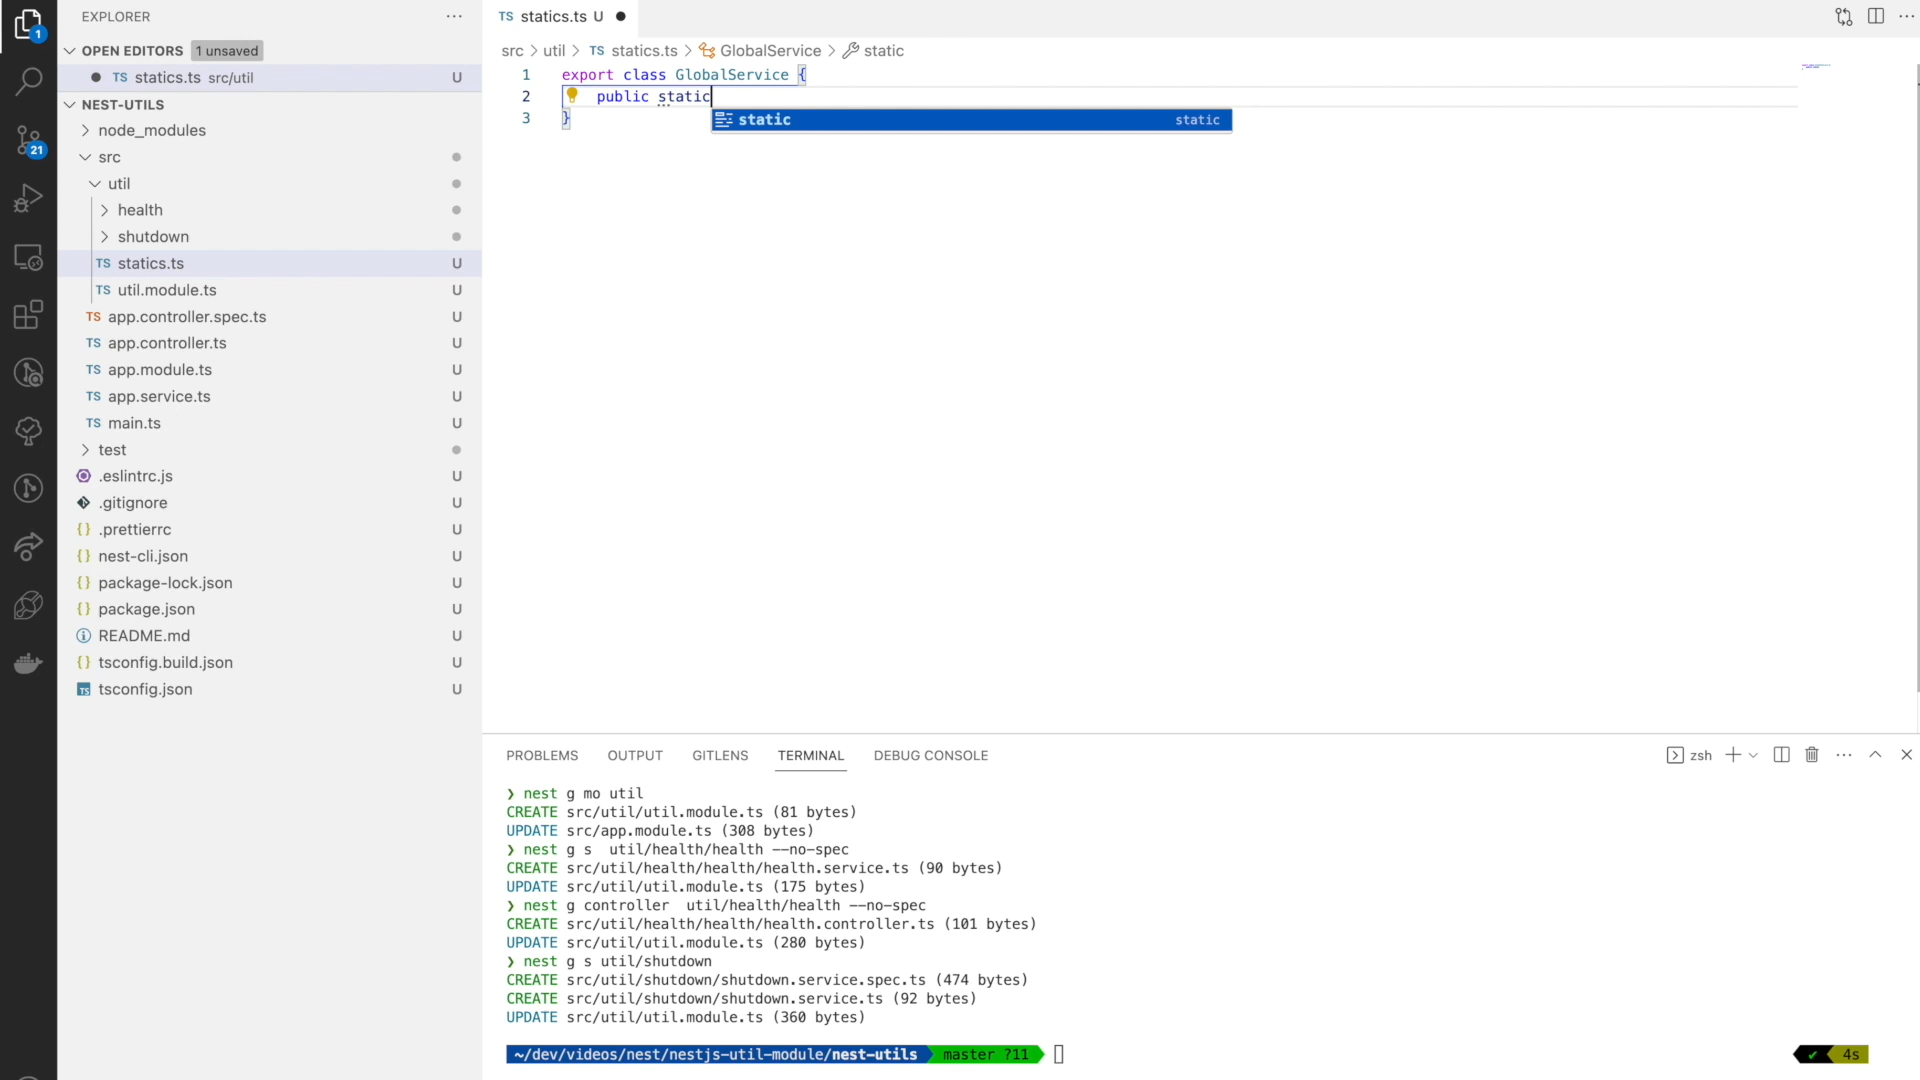 EXPLORER
OPEN EDITORS 1 unsaved
TS statics.ts src/util U
NEST-UTILS
node_modules
src
util
health
shutdown
TS statics.ts U
TS util.module.ts U
TS app.controller.spec.ts U
TS app.controller.ts U
TS app.module.ts U
TS app.service.ts U
TS main.ts U
test
.eslintrc.js U
.gitignore U
{} .prettierrc U
{} nest-cli.json U
{} package-lock.json U
{} package.json U
README.md U
{} tsconfig.build.json U
TS tsconfig.json U
1
21
TS statics.ts U
src > util > TS statics.ts > GlobalService > static
1 export class GlobalService {
2 public static
3 }
static static
PROBLEMS OUTPUT GITLENS TERMINAL DEBUG CONSOLE
zsh
❯ nest g mo util
CREATE src/util/util.module.ts (81 bytes)
UPDATE src/app.module.ts (308 bytes)
❯ nest g s  util/health/health --no-spec
CREATE src/util/health/health/health.service.ts (90 bytes)
UPDATE src/util/util.module.ts (175 bytes)
❯ nest g controller  util/health/health --no-spec
CREATE src/util/health/health/health.controller.ts (101 bytes)
UPDATE src/util/util.module.ts (280 bytes)
❯ nest g s util/shutdown
CREATE src/util/shutdown/shutdown.service.spec.ts (474 bytes)
CREATE src/util/shutdown/shutdown.service.ts (92 bytes)
UPDATE src/util/util.module.ts (360 bytes)
~/dev/videos/nest/nestjs-util-module/nest-utils master ?11 ✔ 4s